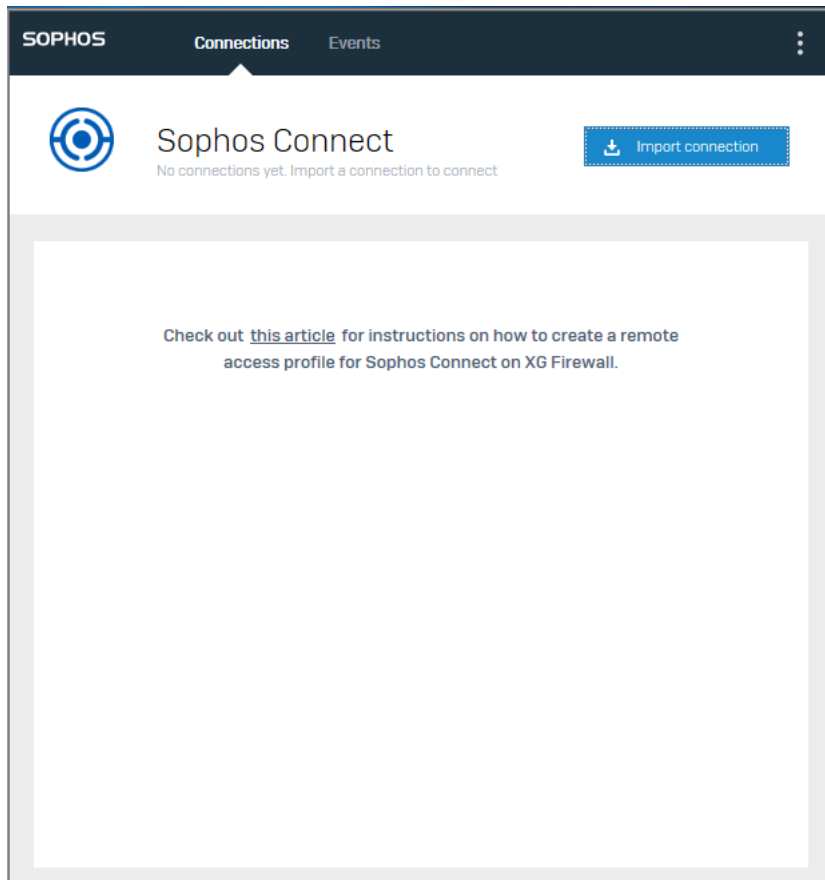 SOPHOS
Connections
Events
Sophos Connect
No connections yet. Import a connection to connect
Import connection
Check out this article for instructions on how to create a remote
access profile for Sophos Connect on XG Firewall.